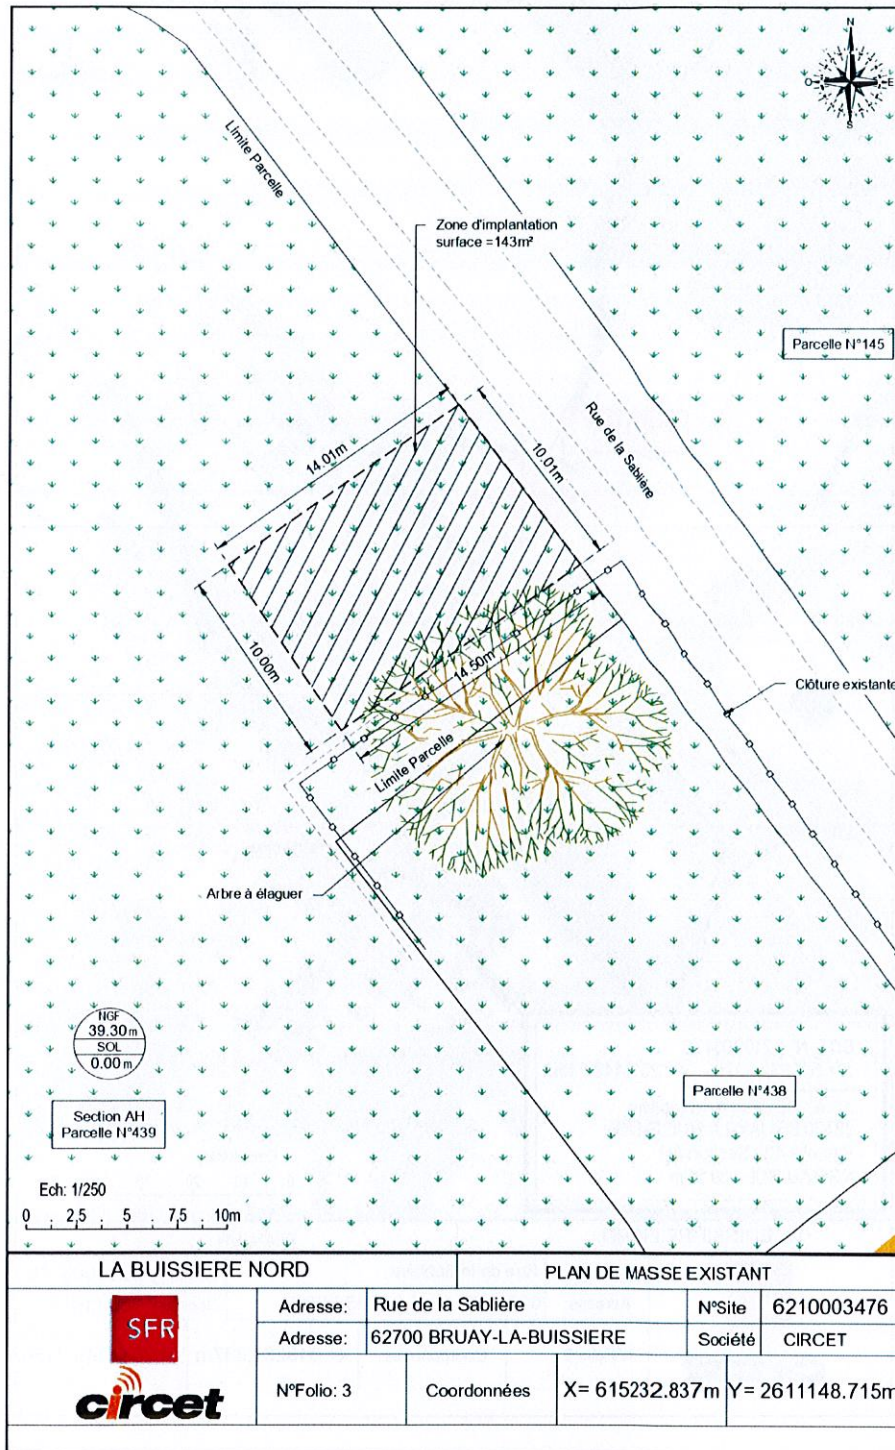 N
O
E
S
Limite Parcelle
Zone d'implantation
surface =143m²
Parcelle N°145
14.01m
10.01m
Rue de la Sablière
10.00m
14.50m
Clôture existante
Limite Parcelle
Arbre à élaguer
NGF
39.30 m
SOL
0.00 m
Parcelle N°438
Section AH
Parcelle N°439
Ech: 1/250
0 2,5 5 7,5 10m
LA BUISSIERE NORD
PLAN DE MASSE EXISTANT
SFR
circet
Adresse: Rue de la Sablière N°Site 6210003476
Adresse: 62700 BRUAY-LA-BUISSIERE Société CIRCET
N°Folio: 3 Coordonnées X= 615232.837m Y= 2611148.715m